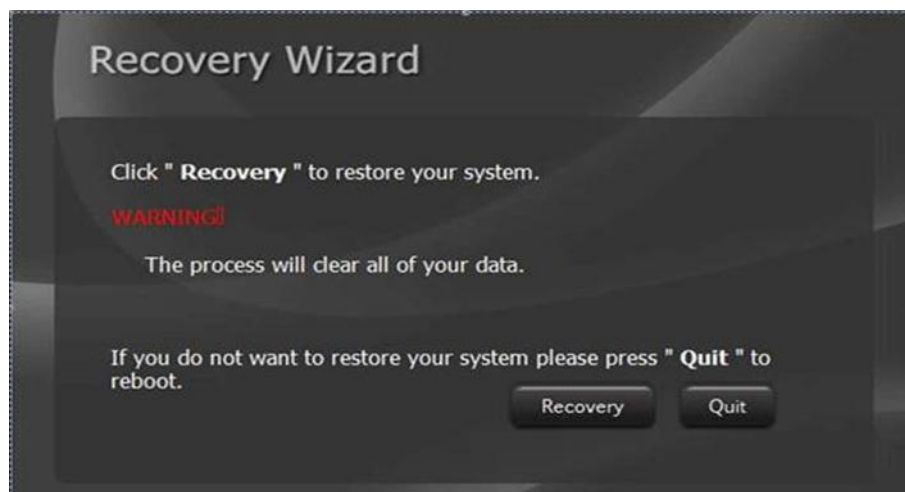 Recovery Wizard
Click " Recovery " to restore your system.
WARNING
The process will clear all of your data.
If you do not want to restore your system please press " Quit " to
reboot.
Recovery
Quit